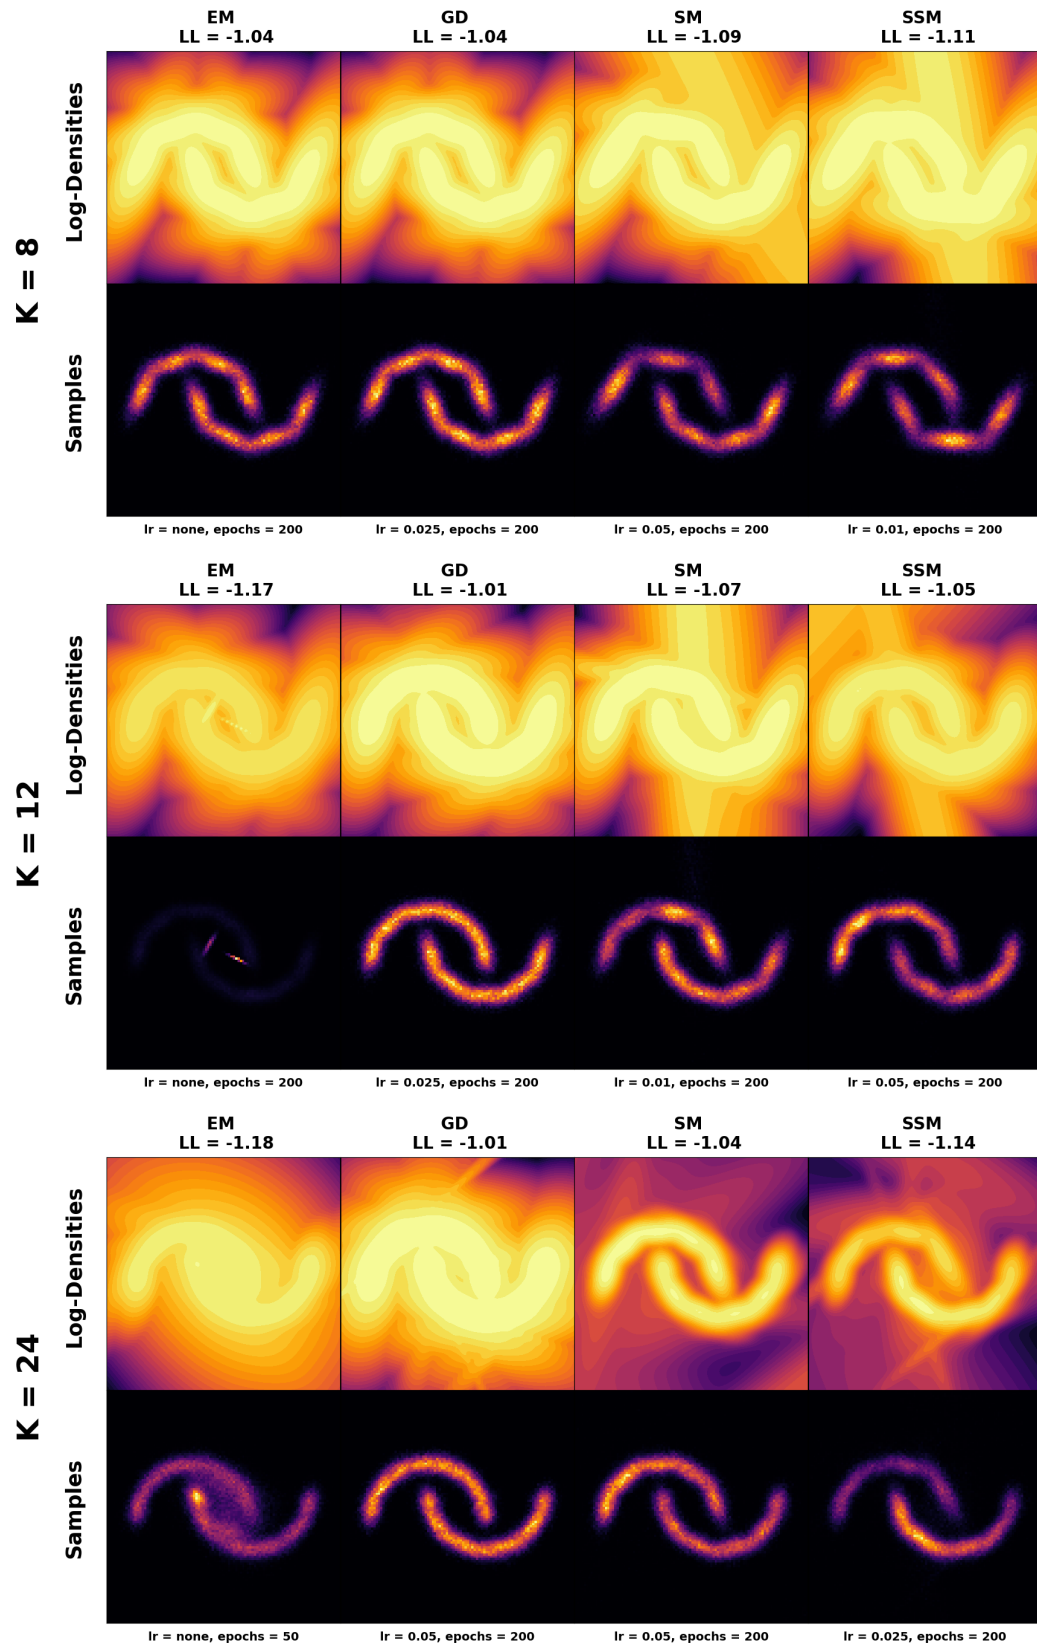 K = 8
EM
LL = -1.04
GD
LL = -1.04
SM
LL = -1.09
SSM
LL = -1.11
Log-Densities
Samples
lr = none, epochs = 200
lr = 0.025, epochs = 200
lr = 0.05, epochs = 200
lr = 0.01, epochs = 200
K = 12
EM
LL = -1.17
GD
LL = -1.01
SM
LL = -1.07
SSM
LL = -1.05
Log-Densities
Samples
lr = none, epochs = 200
lr = 0.025, epochs = 200
lr = 0.01, epochs = 200
lr = 0.05, epochs = 200
K = 24
EM
LL = -1.18
GD
LL = -1.01
SM
LL = -1.04
SSM
LL = -1.14
Log-Densities
Samples
lr = none, epochs = 50
lr = 0.05, epochs = 200
lr = 0.05, epochs = 200
lr = 0.025, epochs = 200